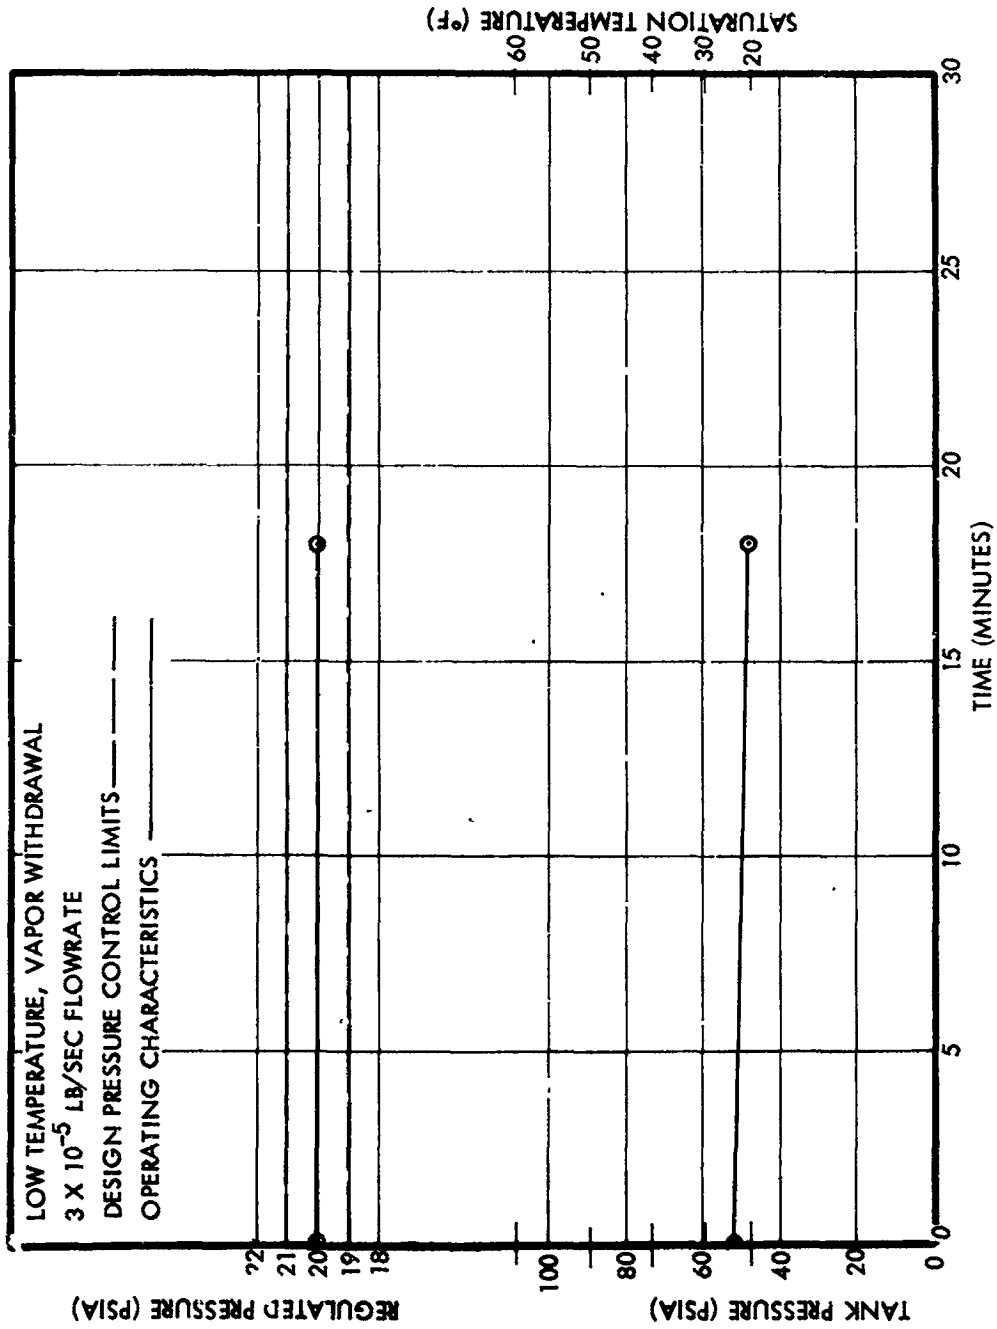 LOW TEMPERATURE, VAPOR WITHDRAWAL
3 X 10⁻⁵ LB/SEC FLOWRATE
DESIGN PRESSURE CONTROL LIMITS
OPERATING CHARACTERISTICS
REGULATED PRESSURE (PSIA)
22
21
20
19
18
TANK PRESSURE (PSIA)
100
80
60
40
20
0
SATURATION TEMPERATURE (°F)
60
50
40
30
20
0
5
10
15
20
25
30
TIME (MINUTES)